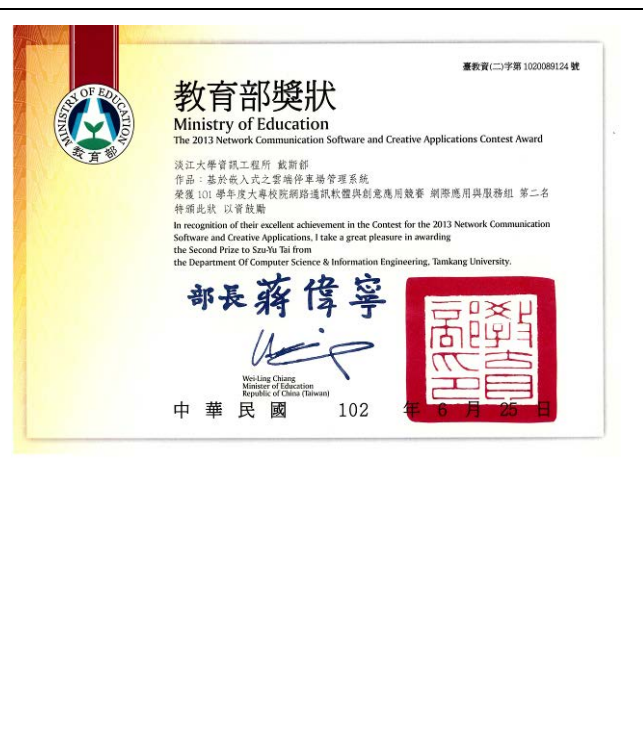 臺教資(二)字第 1020089124 號
MINISTRY OF EDUCATION
教育部
教育部獎狀
Ministry of Education
The 2013 Network Communication Software and Creative Applications Contest Award
淡江大學資訊工程所 戴斯郁
作品：基於嵌入式之雲端停車場管理系統
榮獲 101 學年度大專校院網路通訊軟體與創意應用競賽 網際應用與服務組 第二名
特頒此狀 以資鼓勵
In recognition of their excellent achievement in the Contest for the 2013 Network Communication
Software and Creative Applications, I take a great pleasure in awarding
the Second Prize to Szu-Yu Tai from
the Department Of Computer Science & Information Engineering, Tamkang University.
部長 蔣偉寧
Wei-Ling Chiang
Minister of Education
Republic of China (Taiwan)
中華民國 102 年 6 月 25 日